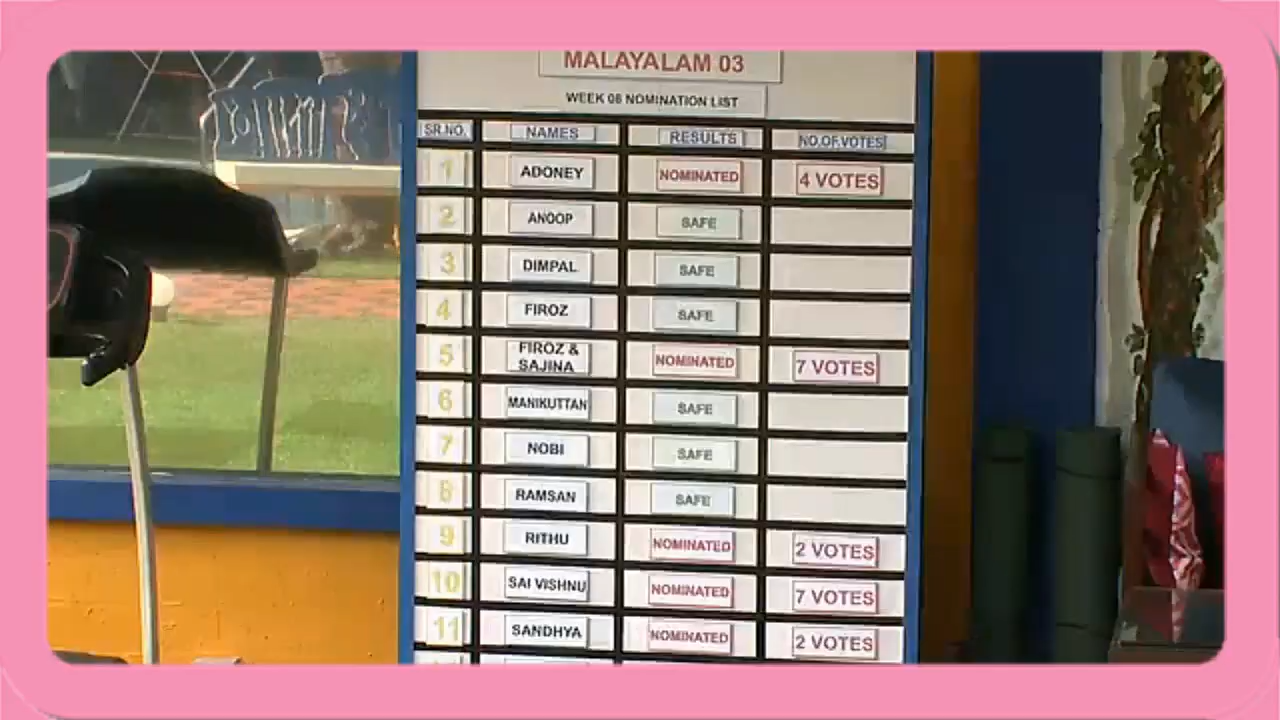 MALAYALAM 03
WEEK 08 NOMINATION LIST
SR.NO. NAMES RESULTS NO.OF.VOTES
1 ADONEY NOMINATED 4 VOTES
2 ANOOP SAFE
3 DIMPAL SAFE
4 FIROZ SAFE
5 FIROZ & SAJINA NOMINATED 7 VOTES
6 MANIKUTTAN SAFE
7 NOBI SAFE
8 RAMSAN SAFE
9 RITHU NOMINATED 2 VOTES
10 SAI VISHNU NOMINATED 7 VOTES
11 SANDHYA NOMINATED 2 VOTES